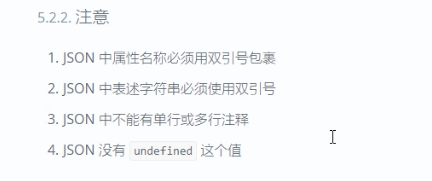 5.2.2. 注意
1. JSON 中属性名称必须用双引号包裹
2. JSON 中表述字符串必须使用双引号
3. JSON 中不能有单行或多行注释
4. JSON 没有 undefined 这个值